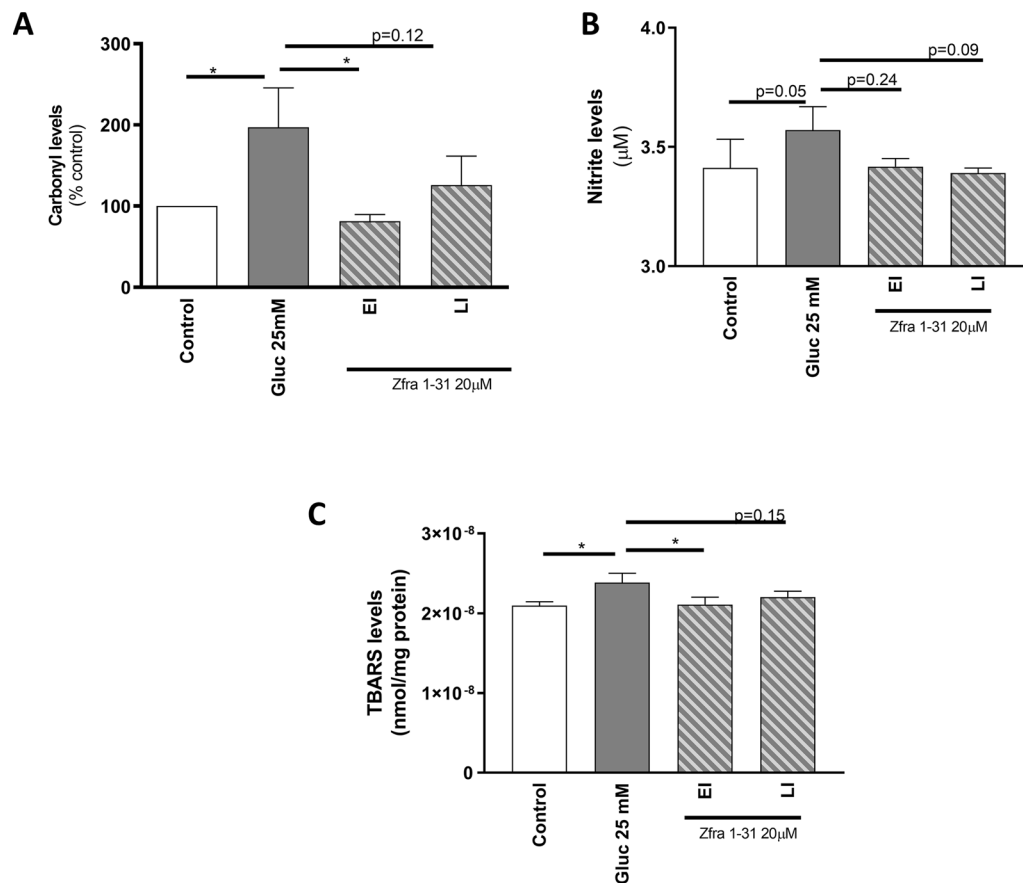 A
Carbonyl levels
(% control)
300
200
100
0
*
*
p=0.12
Control
Gluc 25mM
EI
LI
Zfra 1-31 20μM
B
Nitrite levels
(μM)
4.0
3.5
3.0
p=0.05
p=0.24
p=0.09
Control
Gluc 25 mM
EI
LI
Zfra 1-31 20μM
C
TBARS levels
(nmol/mg protein)
3×10⁻⁸
2×10⁻⁸
1×10⁻⁸
0
*
*
p=0.15
Control
Gluc 25 mM
EI
LI
Zfra 1-31 20μM